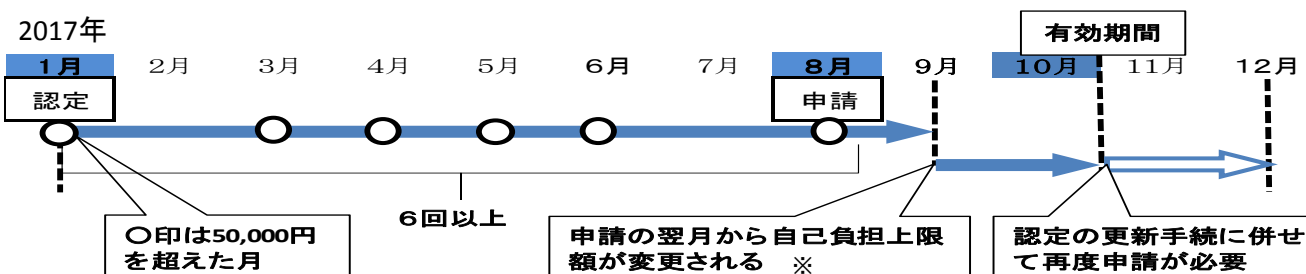 2017年
有効期間
1月 2月 3月 4月 5月 6月 7月 8月 9月 10月 11月 12月
認定 申請
6回以上
〇印は50,000円
を超えた月
申請の翌月から自己負担上限
額が変更される ※
認定の更新手続に併せ
て再度申請が必要